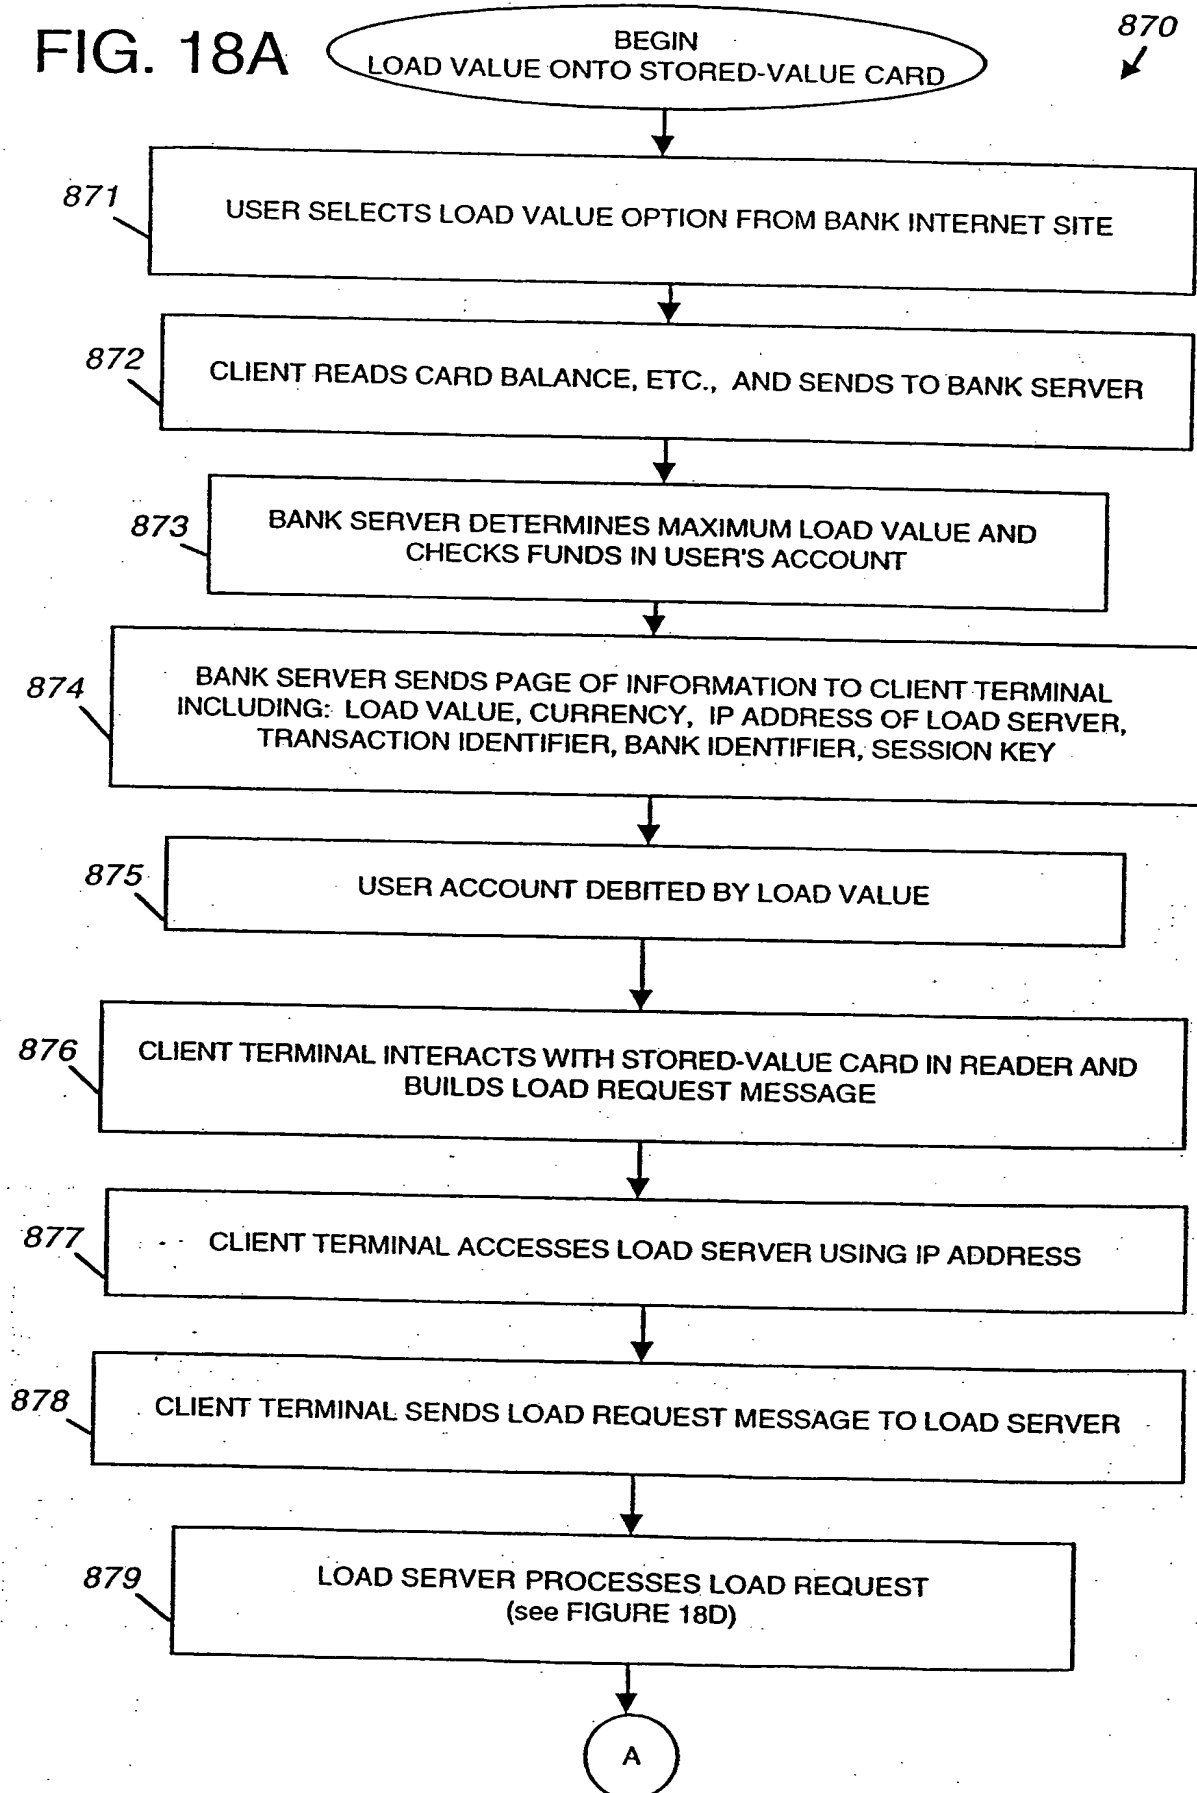 FIG. 18A
870
BEGIN
LOAD VALUE ONTO STORED-VALUE CARD
871
USER SELECTS LOAD VALUE OPTION FROM BANK INTERNET SITE
872
CLIENT READS CARD BALANCE, ETC., AND SENDS TO BANK SERVER
873
BANK SERVER DETERMINES MAXIMUM LOAD VALUE AND
CHECKS FUNDS IN USER'S ACCOUNT
874
BANK SERVER SENDS PAGE OF INFORMATION TO CLIENT TERMINAL
INCLUDING: LOAD VALUE, CURRENCY, IP ADDRESS OF LOAD SERVER,
TRANSACTION IDENTIFIER, BANK IDENTIFIER, SESSION KEY
875
USER ACCOUNT DEBITED BY LOAD VALUE
876
CLIENT TERMINAL INTERACTS WITH STORED-VALUE CARD IN READER AND
BUILDS LOAD REQUEST MESSAGE
877
CLIENT TERMINAL ACCESSES LOAD SERVER USING IP ADDRESS
878
CLIENT TERMINAL SENDS LOAD REQUEST MESSAGE TO LOAD SERVER
879
LOAD SERVER PROCESSES LOAD REQUEST
(see FIGURE 18D)
A